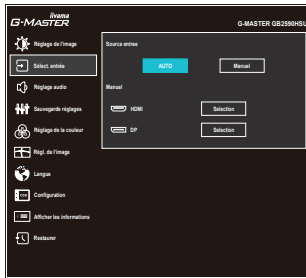 iiyama
G-MASTER
G-MASTER GB2590HSU
Réglage de l'image
Sélect. entrée
Réglage audio
Sauvegarde réglages
Réglage de la couleur
Régl. de l'image
Langue
Configuration
Afficher les informations
Restaurer
Source entree
AUTO
Manuel
Manuel
HDMI
Selection
DP
Selection